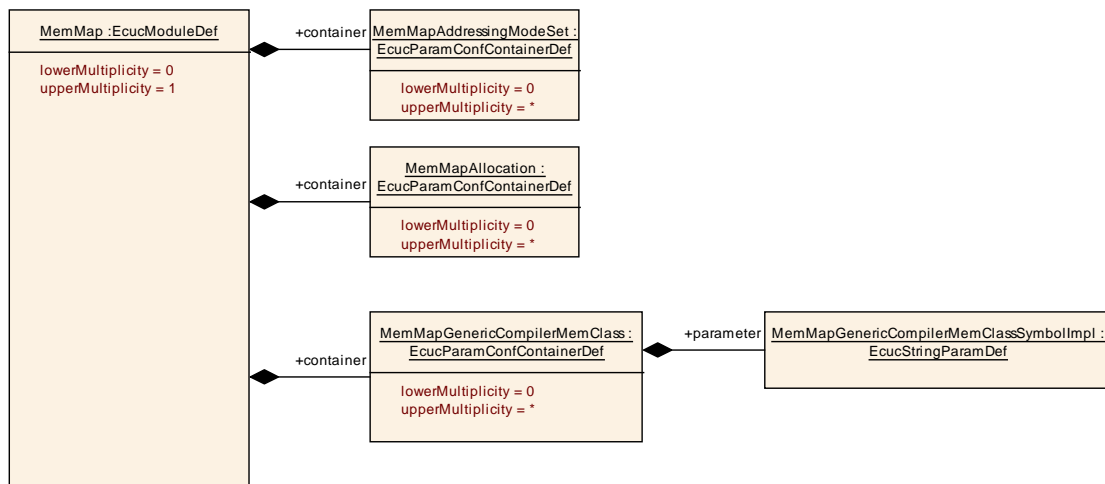 MemMap :EcucModuleDef
lowerMultiplicity = 0
upperMultiplicity = 1
+container
MemMapAddressingModeSet :
EcucParamConfContainerDef
lowerMultiplicity = 0
upperMultiplicity = *
+container
MemMapAllocation :
EcucParamConfContainerDef
lowerMultiplicity = 0
upperMultiplicity = *
+container
MemMapGenericCompilerMemClass :
EcucParamConfContainerDef
lowerMultiplicity = 0
upperMultiplicity = *
+parameter
MemMapGenericCompilerMemClassSymbolImpl :
EcucStringParamDef